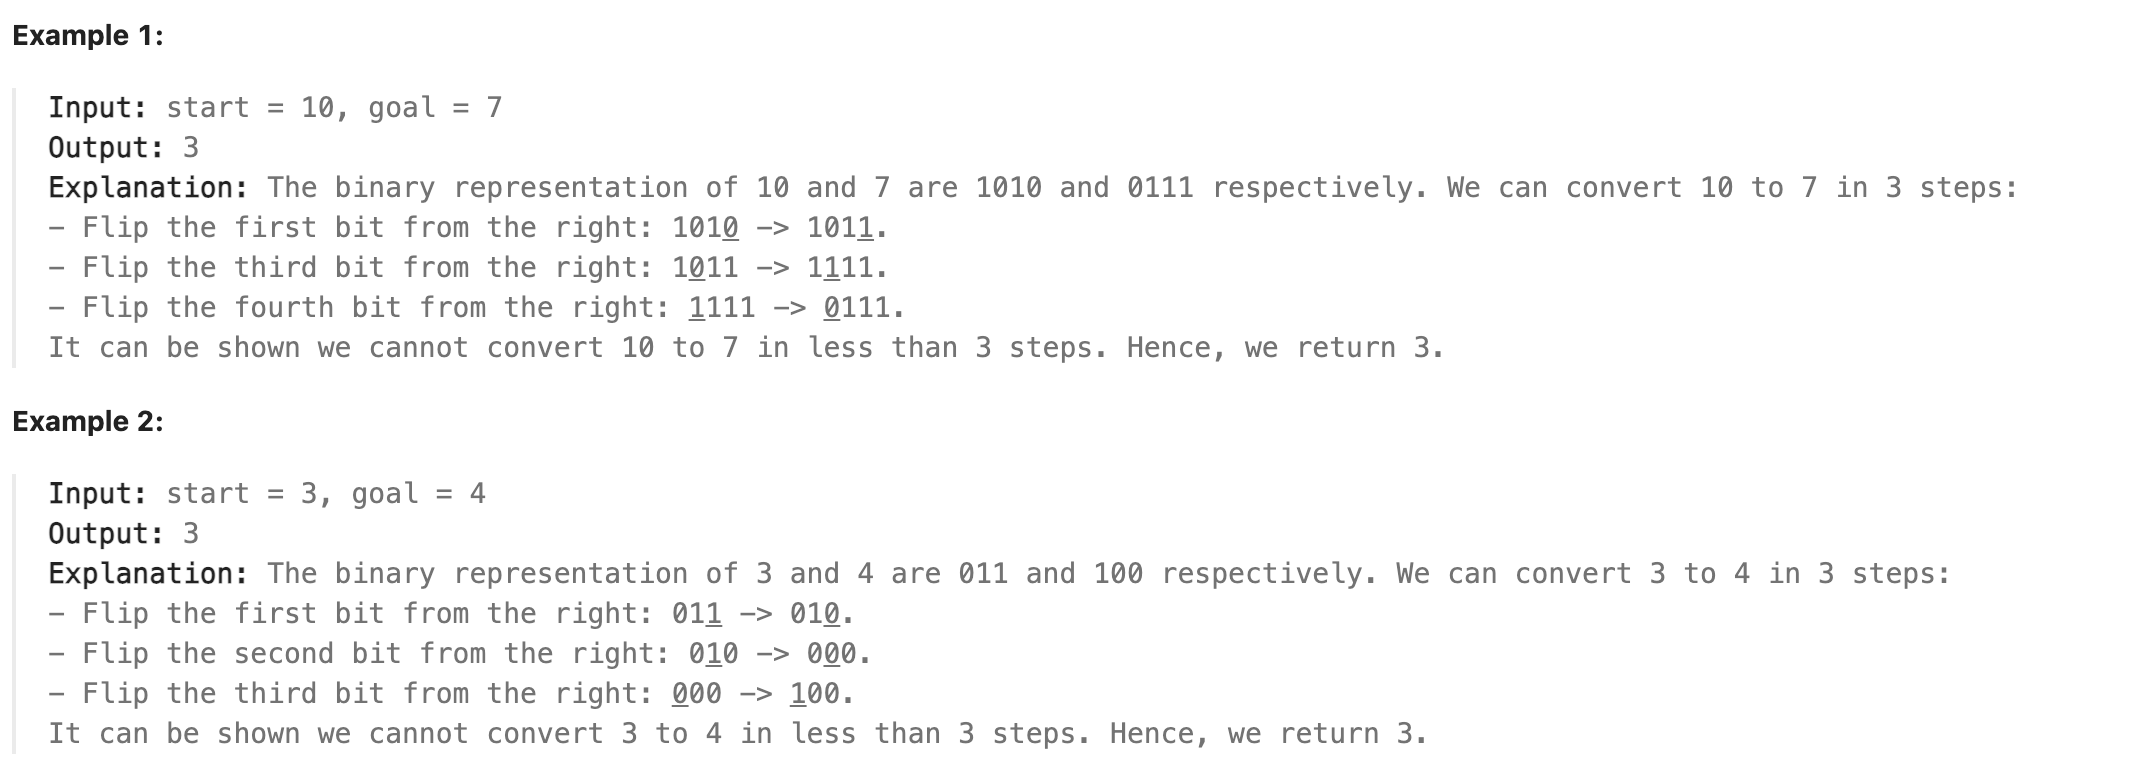 Example 1:
Input: start = 10, goal = 7
Output: 3
Explanation: The binary representation of 10 and 7 are 1010 and 0111 respectively. We can convert 10 to 7 in 3 steps:
- Flip the first bit from the right: 1010 -> 1011.
- Flip the third bit from the right: 1011 -> 1111.
- Flip the fourth bit from the right: 1111 -> 0111.
It can be shown we cannot convert 10 to 7 in less than 3 steps. Hence, we return 3.
Example 2:
Input: start = 3, goal = 4
Output: 3
Explanation: The binary representation of 3 and 4 are 011 and 100 respectively. We can convert 3 to 4 in 3 steps:
- Flip the first bit from the right: 011 -> 010.
- Flip the second bit from the right: 010 -> 000.
- Flip the third bit from the right: 000 -> 100.
It can be shown we cannot convert 3 to 4 in less than 3 steps. Hence, we return 3.